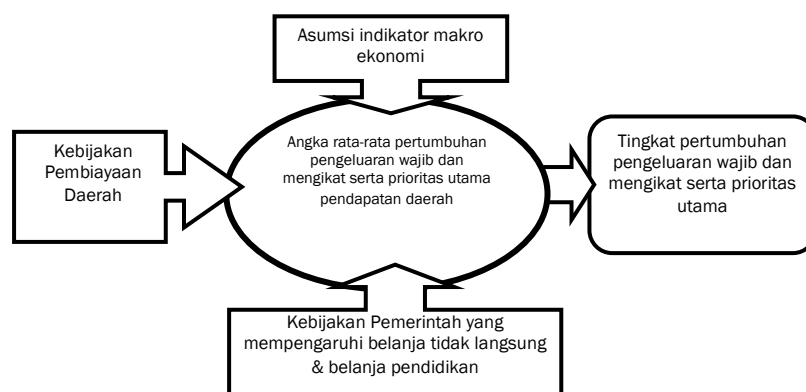 Asumsi indikator makro
ekonomi
Kebijakan
Pembiayaan
Daerah
Angka rata-rata pertumbuhan
pengeluaran wajib dan
mengikat serta prioritas utama
pendapatan daerah
Tingkat pertumbuhan
pengeluaran wajib dan
mengikat serta prioritas
utama
Kebijakan Pemerintah yang
mempengaruhi belanja tidak langsung
& belanja pendidikan